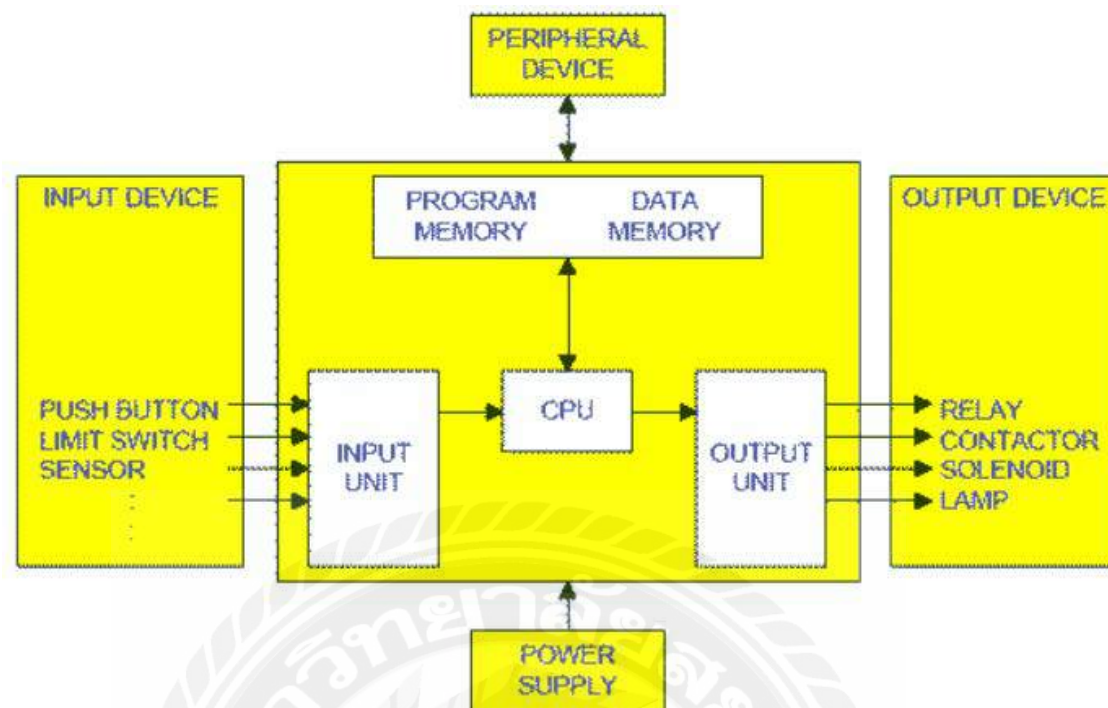 PERIPHERAL
DEVICE
INPUT DEVICE
PUSH BUTTON
LIMIT SWITCH
SENSOR
PROGRAM
MEMORY
DATA
MEMORY
INPUT
UNIT
CPU
OUTPUT
UNIT
OUTPUT DEVICE
RELAY
CONTACTOR
SOLENOID
LAMP
POWER
SUPPLY